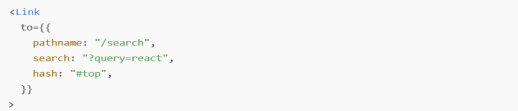 <Link
  to={{
    pathname: "/search",
    search: "?query=react",
    hash: "#top",
  }}
>